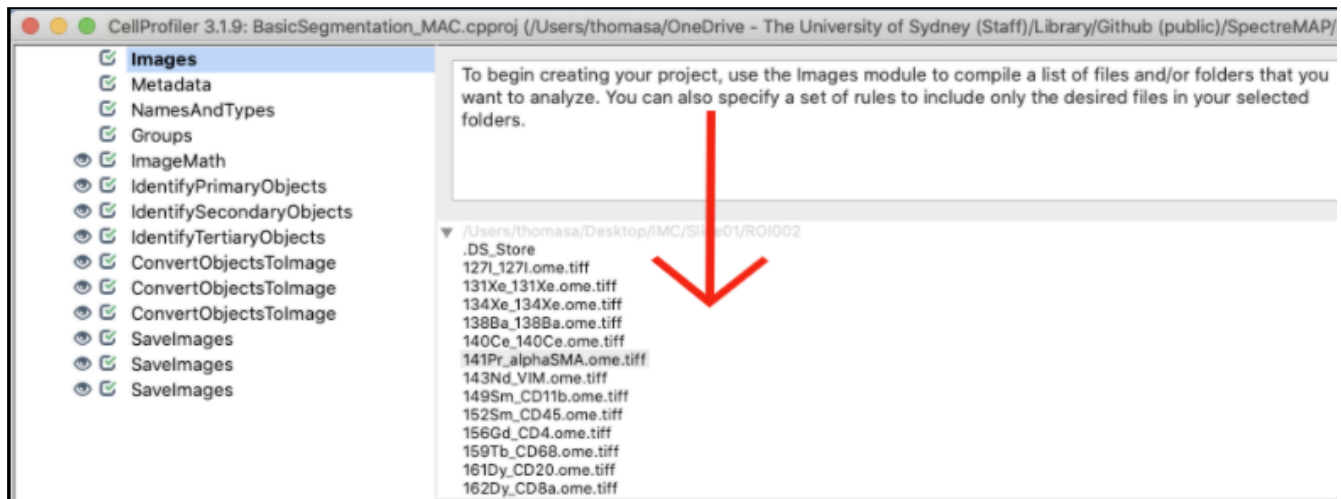 CellProfiler 3.1.9: BasicSegmentation_MAC.cpproj (/Users/thomasa/OneDrive - The University of Sydney (Staff)/Library/Github (public)/SpectreMAP/
Images
Metadata
NamesAndTypes
Groups
ImageMath
IdentifyPrimaryObjects
IdentifySecondaryObjects
IdentifyTertiaryObjects
ConvertObjectsToImage
ConvertObjectsToImage
ConvertObjectsToImage
SaveImages
SaveImages
SaveImages
To begin creating your project, use the Images module to compile a list of files and/or folders that you
want to analyze. You can also specify a set of rules to include only the desired files in your selected
folders.
/Users/thomasa/Desktop/IMC/Slide01/ROI002
.DS_Store
127I_127I.ome.tiff
131Xe_131Xe.ome.tiff
134Xe_134Xe.ome.tiff
138Ba_138Ba.ome.tiff
140Ce_140Ce.ome.tiff
141Pr_alphaSMA.ome.tiff
143Nd_VIM.ome.tiff
149Sm_CD11b.ome.tiff
152Sm_CD45.ome.tiff
156Gd_CD4.ome.tiff
159Tb_CD68.ome.tiff
161Dy_CD20.ome.tiff
162Dy_CD8a.ome.tiff